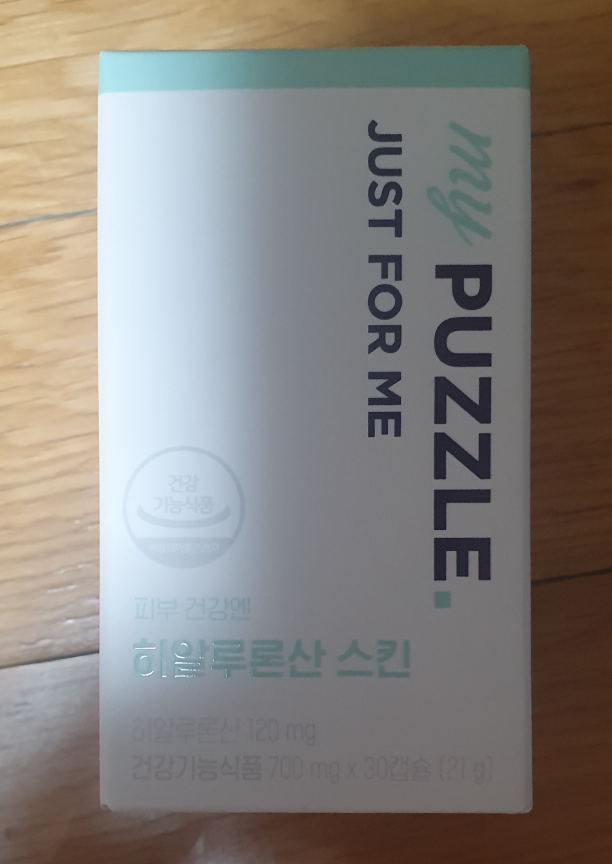 my PUZZLE.
JUST FOR ME
건강
기능식품
피부 건강엔
히알루론산 스킨
히알루론산 120 mg
건강기능식품 700 mg x 30캡슐 (21 g)